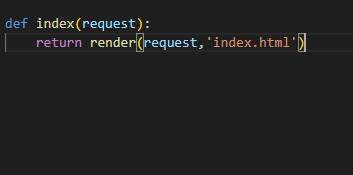 def index(request):
    return render(request,'index.html')